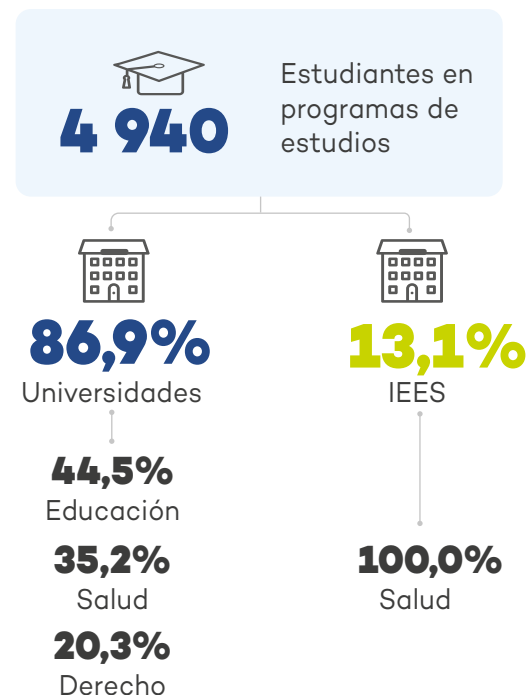 4 940
Estudiantes en
programas de
estudios
86,9%
Universidades
44,5%
Educación
35,2%
Salud
20,3%
Derecho
13,1%
IEES
100,0%
Salud